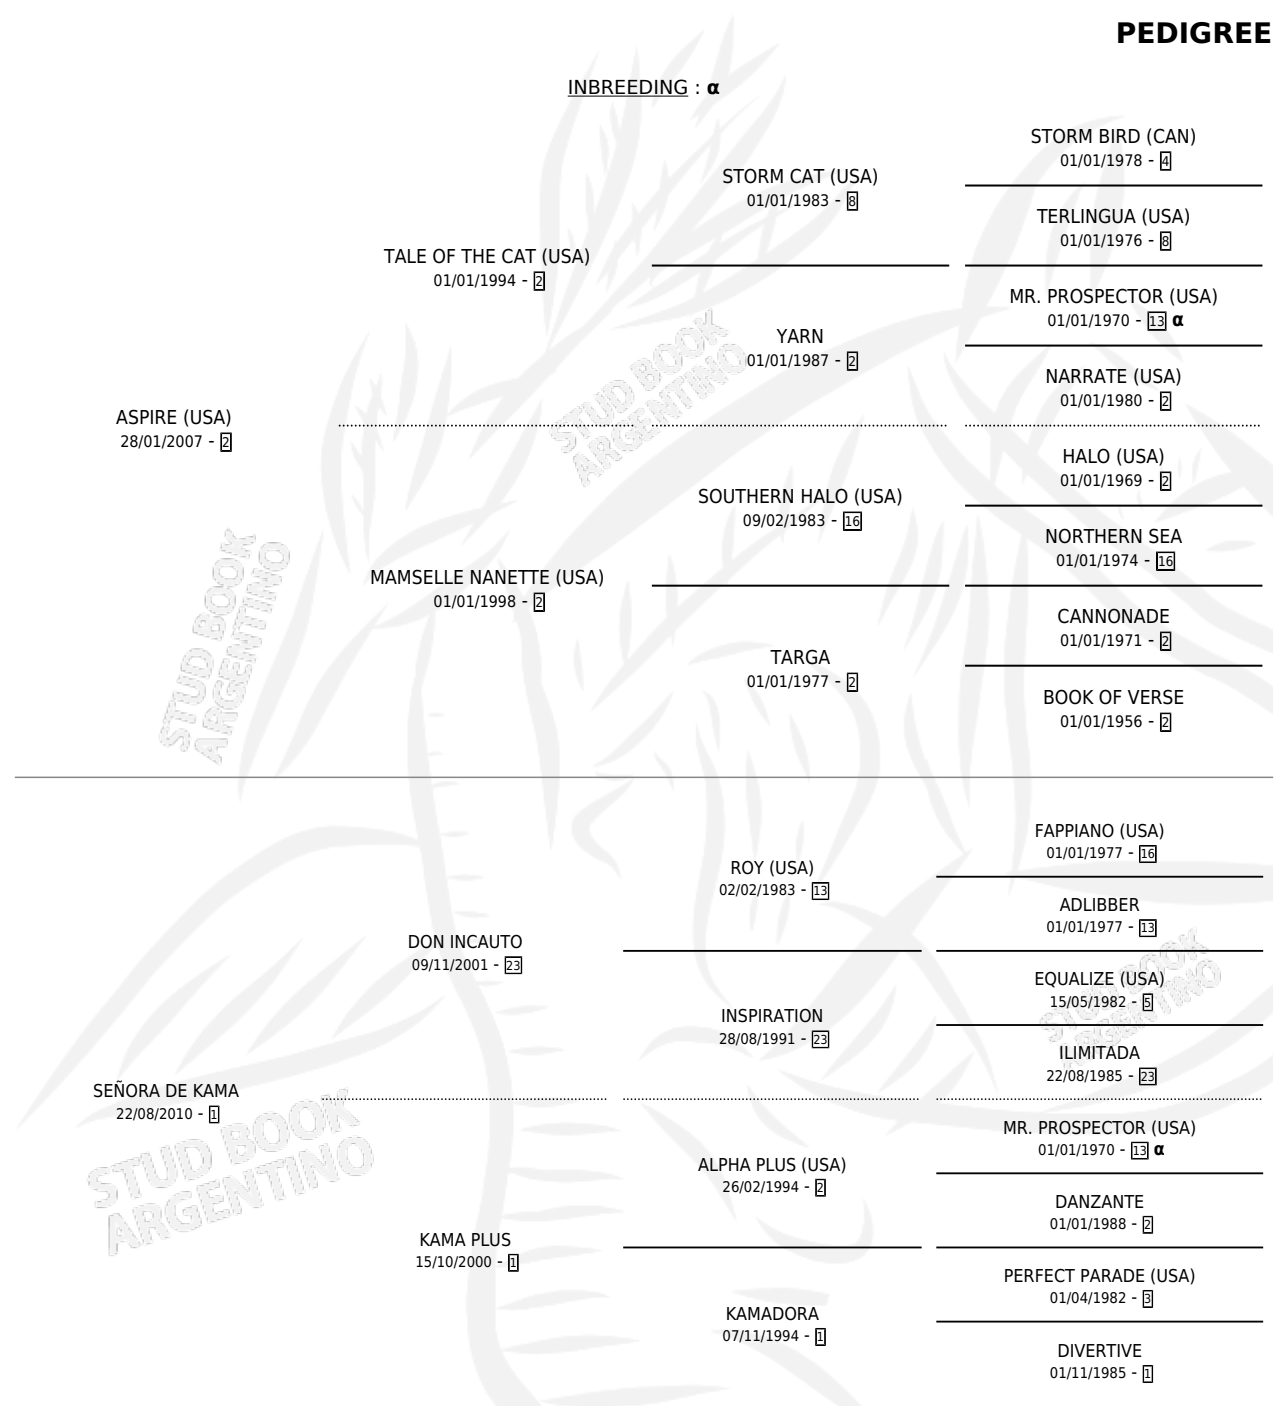 PEDIGREE
INBREEDING : α
STORM BIRD (CAN)
01/01/1978 - 4
STORM CAT (USA)
01/01/1983 - 8
TERLINGUA (USA)
01/01/1976 - 8
TALE OF THE CAT (USA)
01/01/1994 - 2
MR. PROSPECTOR (USA)
01/01/1970 - 13 α
YARN
01/01/1987 - 2
NARRATE (USA)
01/01/1980 - 2
ASPIRE (USA)
28/01/2007 - 2
HALO (USA)
01/01/1969 - 2
SOUTHERN HALO (USA)
09/02/1983 - 16
NORTHERN SEA
01/01/1974 - 16
MAMSELLE NANETTE (USA)
01/01/1998 - 2
CANNONADE
01/01/1971 - 2
TARGA
01/01/1977 - 2
BOOK OF VERSE
01/01/1956 - 2
FAPPIANO (USA)
01/01/1977 - 16
ROY (USA)
02/02/1983 - 13
ADLIBBER
01/01/1977 - 13
DON INCAUTO
09/11/2001 - 23
EQUALIZE (USA)
15/05/1982 - 5
INSPIRATION
28/08/1991 - 23
ILIMITADA
22/08/1985 - 23
SEÑORA DE KAMA
22/08/2010 - 1
MR. PROSPECTOR (USA)
01/01/1970 - 13 α
ALPHA PLUS (USA)
26/02/1994 - 2
DANZANTE
01/01/1988 - 2
KAMA PLUS
15/10/2000 - 1
PERFECT PARADE (USA)
01/04/1982 - 3
KAMADORA
07/11/1994 - 1
DIVERTIVE
01/11/1985 - 1
STUD BOOK
ARGENTINO
STUD BOOK
ARGENTINO
STUD BOOK
ARGENTINO
STUD BOOK
ARGENTINO